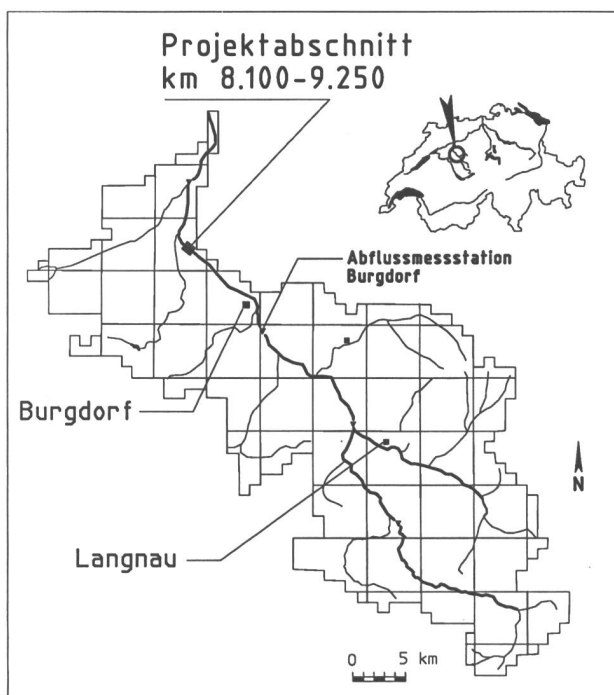 Projektabschnitt
km 8.100-9.250
Abflussmessstation
Burgdorf
Burgdorf
N
Langnau
0 5 km